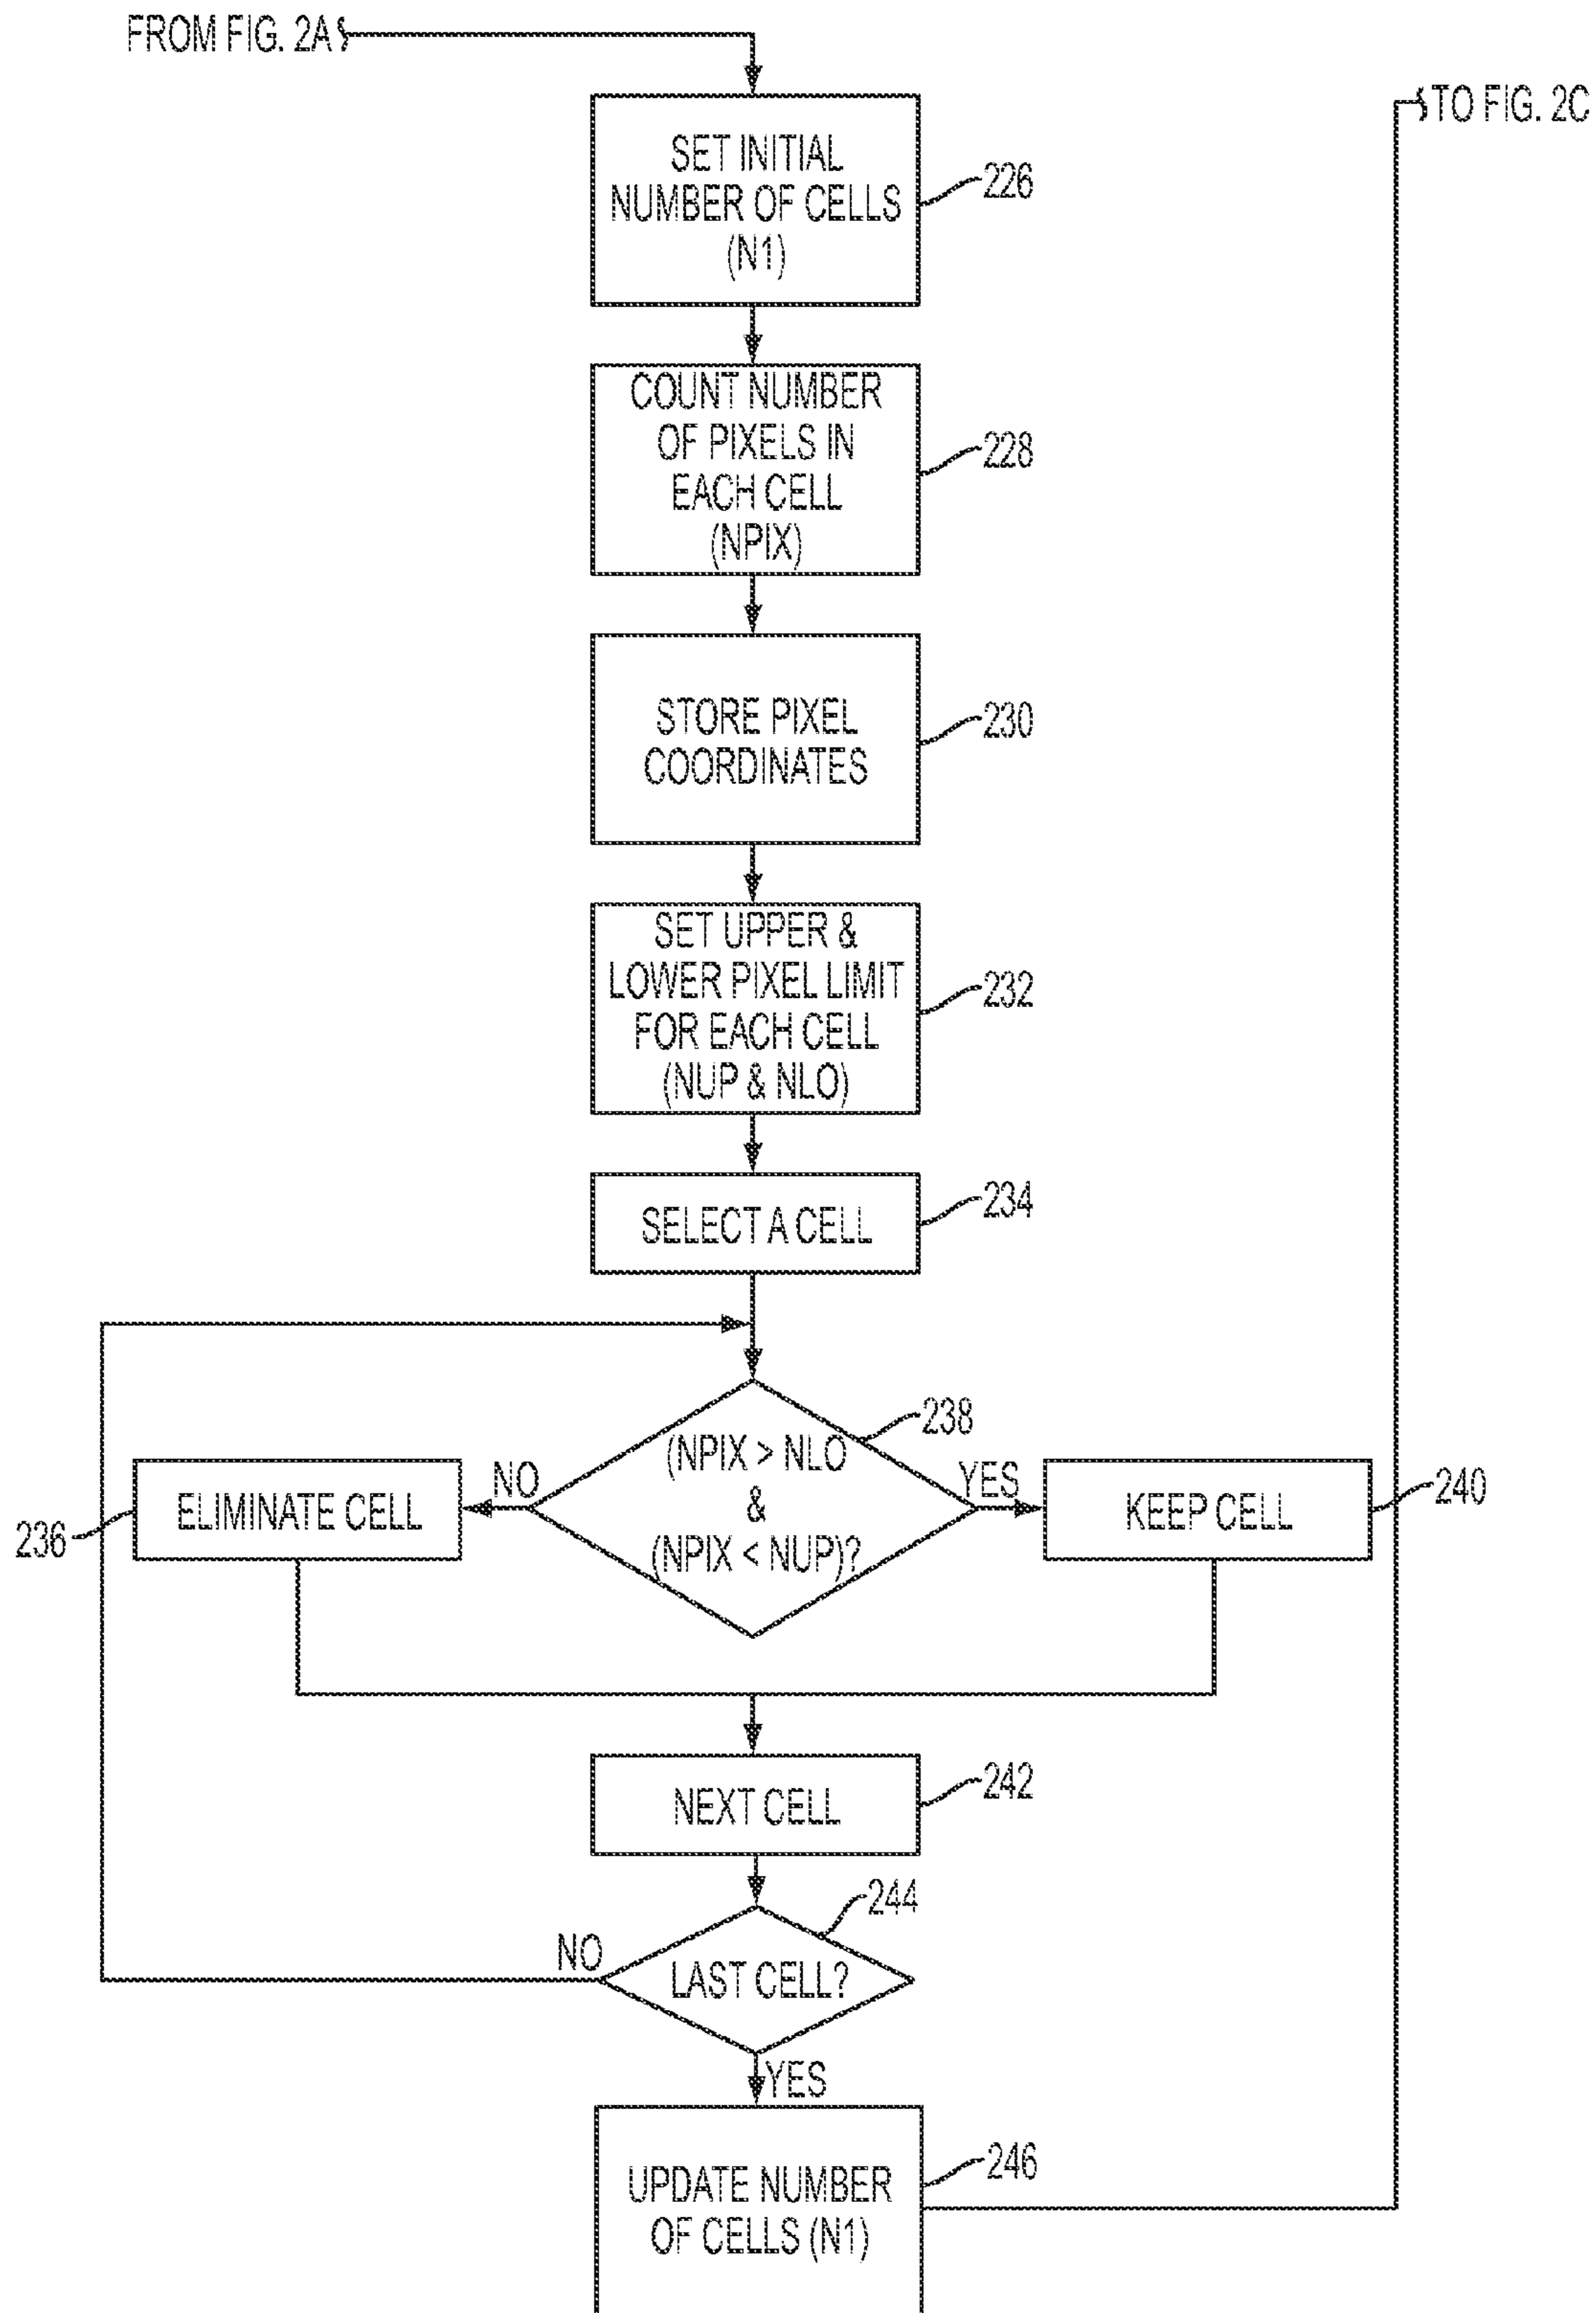 FROM FIG. 2A
TO FIG. 2C
SET INITIAL
NUMBER OF CELLS
(N1)
226
COUNT NUMBER
OF PIXELS IN
EACH CELL
(NPIX)
228
STORE PIXEL
COORDINATES
230
SET UPPER &
LOWER PIXEL LIMIT
FOR EACH CELL
(NUP & NLO)
232
SELECT A CELL
234
(NPIX > NLO
&
(NPIX < NUP)?
238
NO
YES
ELIMINATE CELL
236
KEEP CELL
240
NEXT CELL
242
LAST CELL?
244
NO
YES
UPDATE NUMBER
OF CELLS (N1)
246